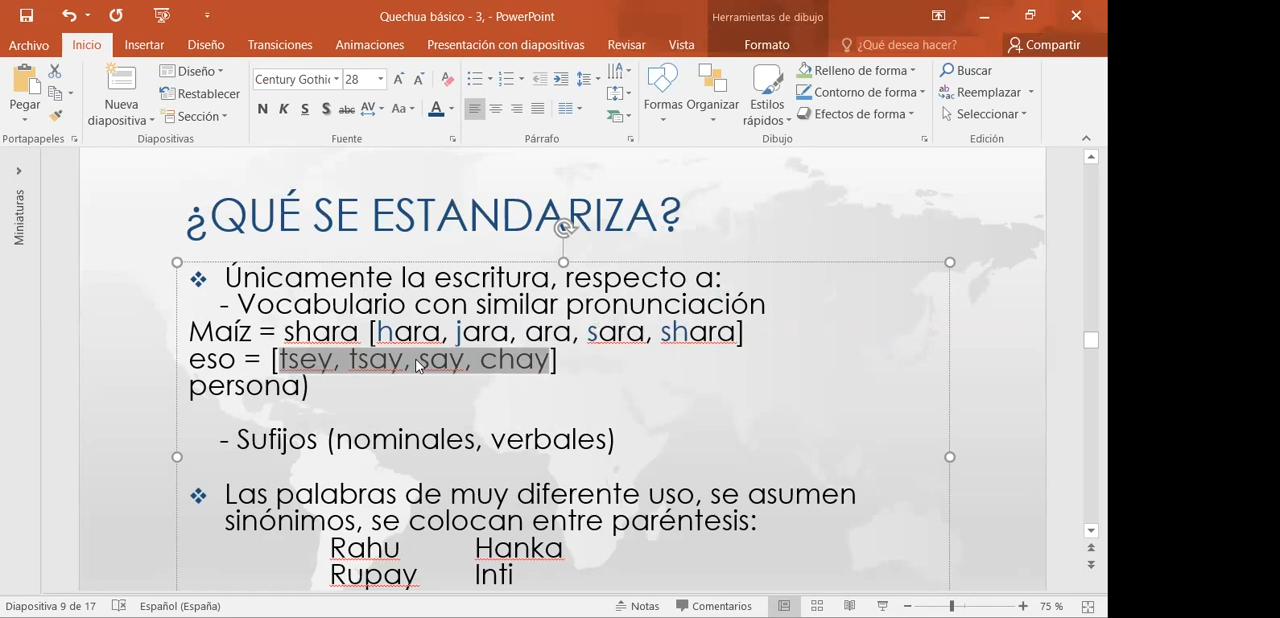 Quechua básico - 3, - PowerPoint
Herramientas de dibujo
Archivo Inicio Insertar Diseño Transiciones Animaciones Presentación con diapositivas Revisar Vista Formato ¿Qué desea hacer? Compartir
Pegar
Nueva diapositiva
Diseño
Restablecer
Sección
Century Gothic 28
N K S S abc AV Aa A
Formas Organizar Estilos rápidos
Relleno de forma
Contorno de forma
Efectos de forma
Buscar
Reemplazar
Seleccionar
Portapapeles Diapositivas Fuente Párrafo Dibujo Edición
Miniaturas
¿QUÉ SE ESTANDARIZA?
Únicamente la escritura, respecto a:
- Vocabulario con similar pronunciación
Maíz = shara [hara, jara, ara, sara, shara]
eso = [tsey, tsay, say, chay]
persona)
- Sufijos (nominales, verbales)
Las palabras de muy diferente uso, se asumen
sinónimos, se colocan entre paréntesis:
Rahu Hanka
Rupay Inti
Diapositiva 9 de 17 Español (España) Notas Comentarios 75 %